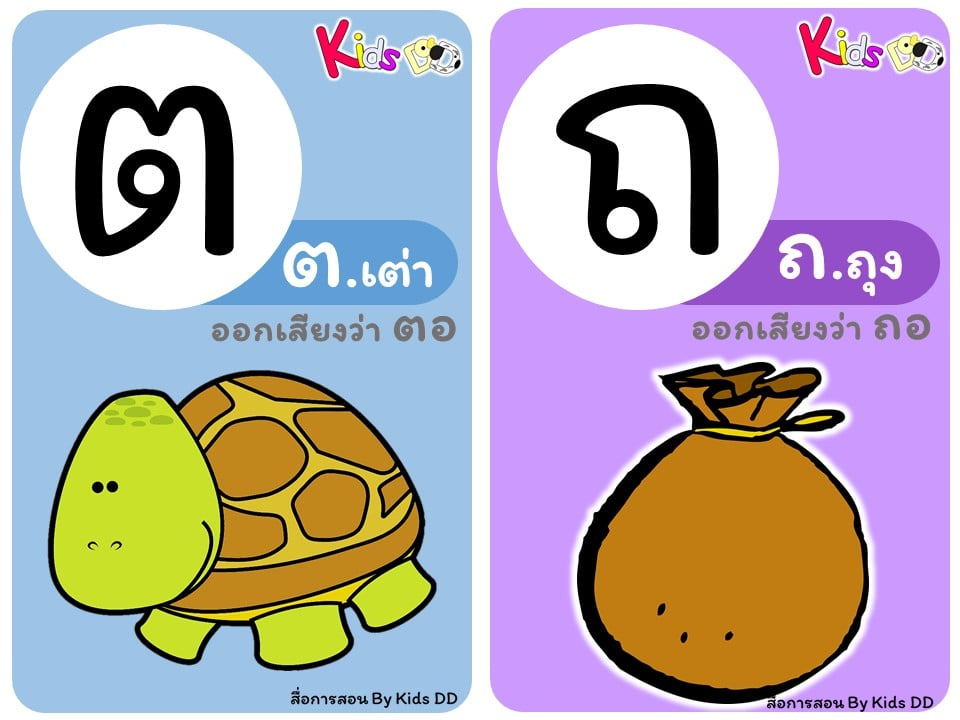 Kids DD
ต
ต.เต่า
ออกเสียงว่า ตอ
สื่อการสอน By Kids DD
Kids DD
ถ
ถ.ถุง
ออกเสียงว่า ถอ
สื่อการสอน By Kids DD